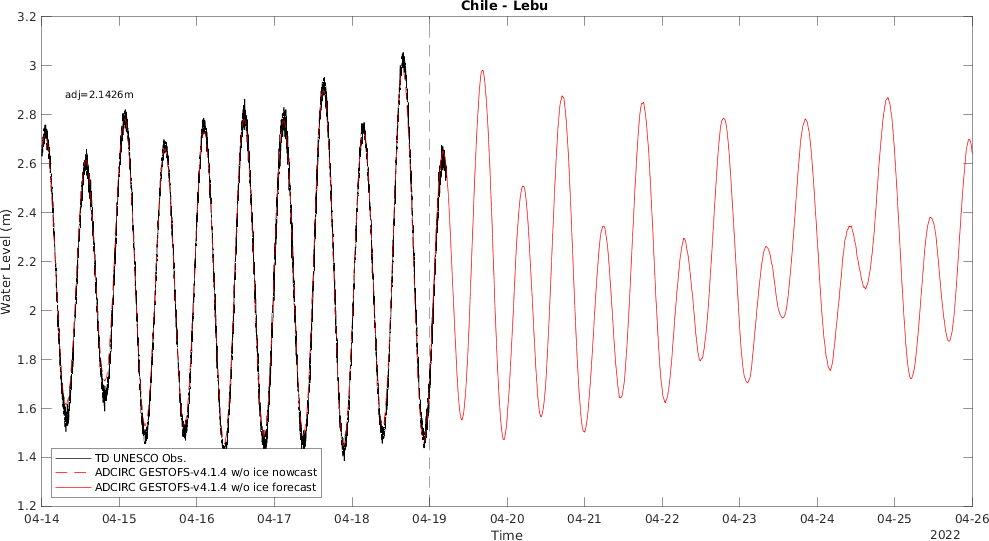 Chile - Lebu
3.2
3
2.8
2.6
2.4
2.2
2
1.8
1.6
1.4
1.2
Water Level (m)
adj=2.1426m
TD UNESCO Obs.
ADCIRC GESTOFS-v4.1.4 w/o ice nowcast
ADCIRC GESTOFS-v4.1.4 w/o ice forecast
04-14 04-15 04-16 04-17 04-18 04-19 04-20 04-21 04-22 04-23 04-24 04-25 04-26
Time
2022